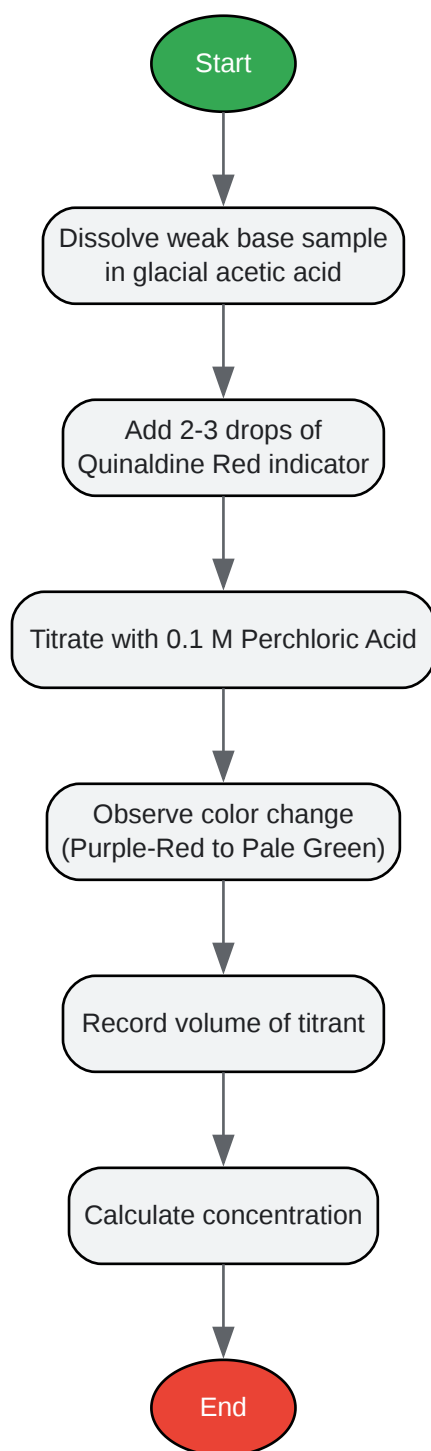 Start
Dissolve weak base sample
in glacial acetic acid
Add 2-3 drops of
Quinaldine Red indicator
Titrate with 0.1 M Perchloric Acid
Observe color change
(Purple-Red to Pale Green)
Record volume of titrant
Calculate concentration
End